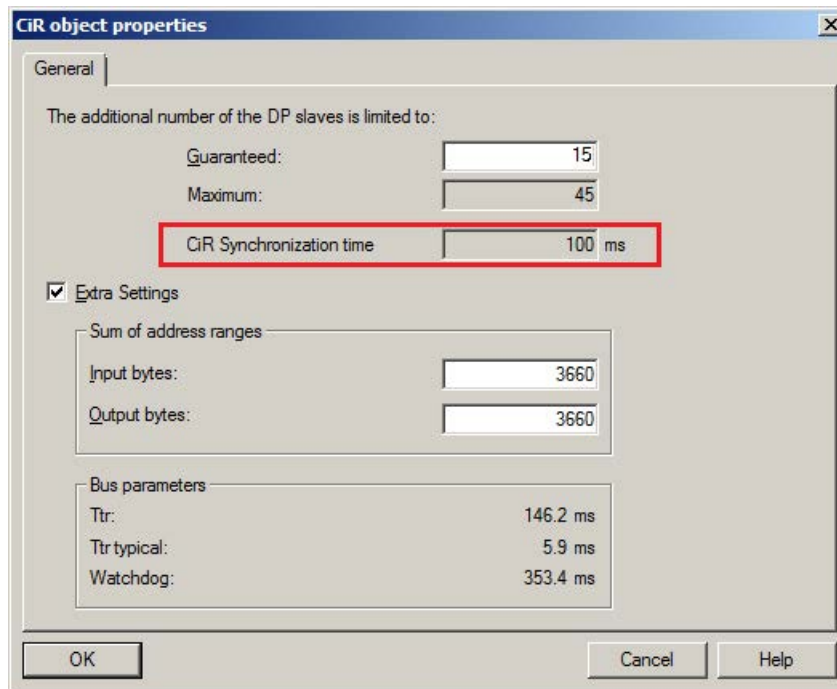 CiR object properties
General
The additional number of the DP slaves is limited to:
Guaranteed: 15
Maximum: 45
CiR Synchronization time 100 ms
Extra Settings
Sum of address ranges
Input bytes: 3660
Output bytes: 3660
Bus parameters
Ttr: 146.2 ms
Ttr typical: 5.9 ms
Watchdog: 353.4 ms
OK Cancel Help